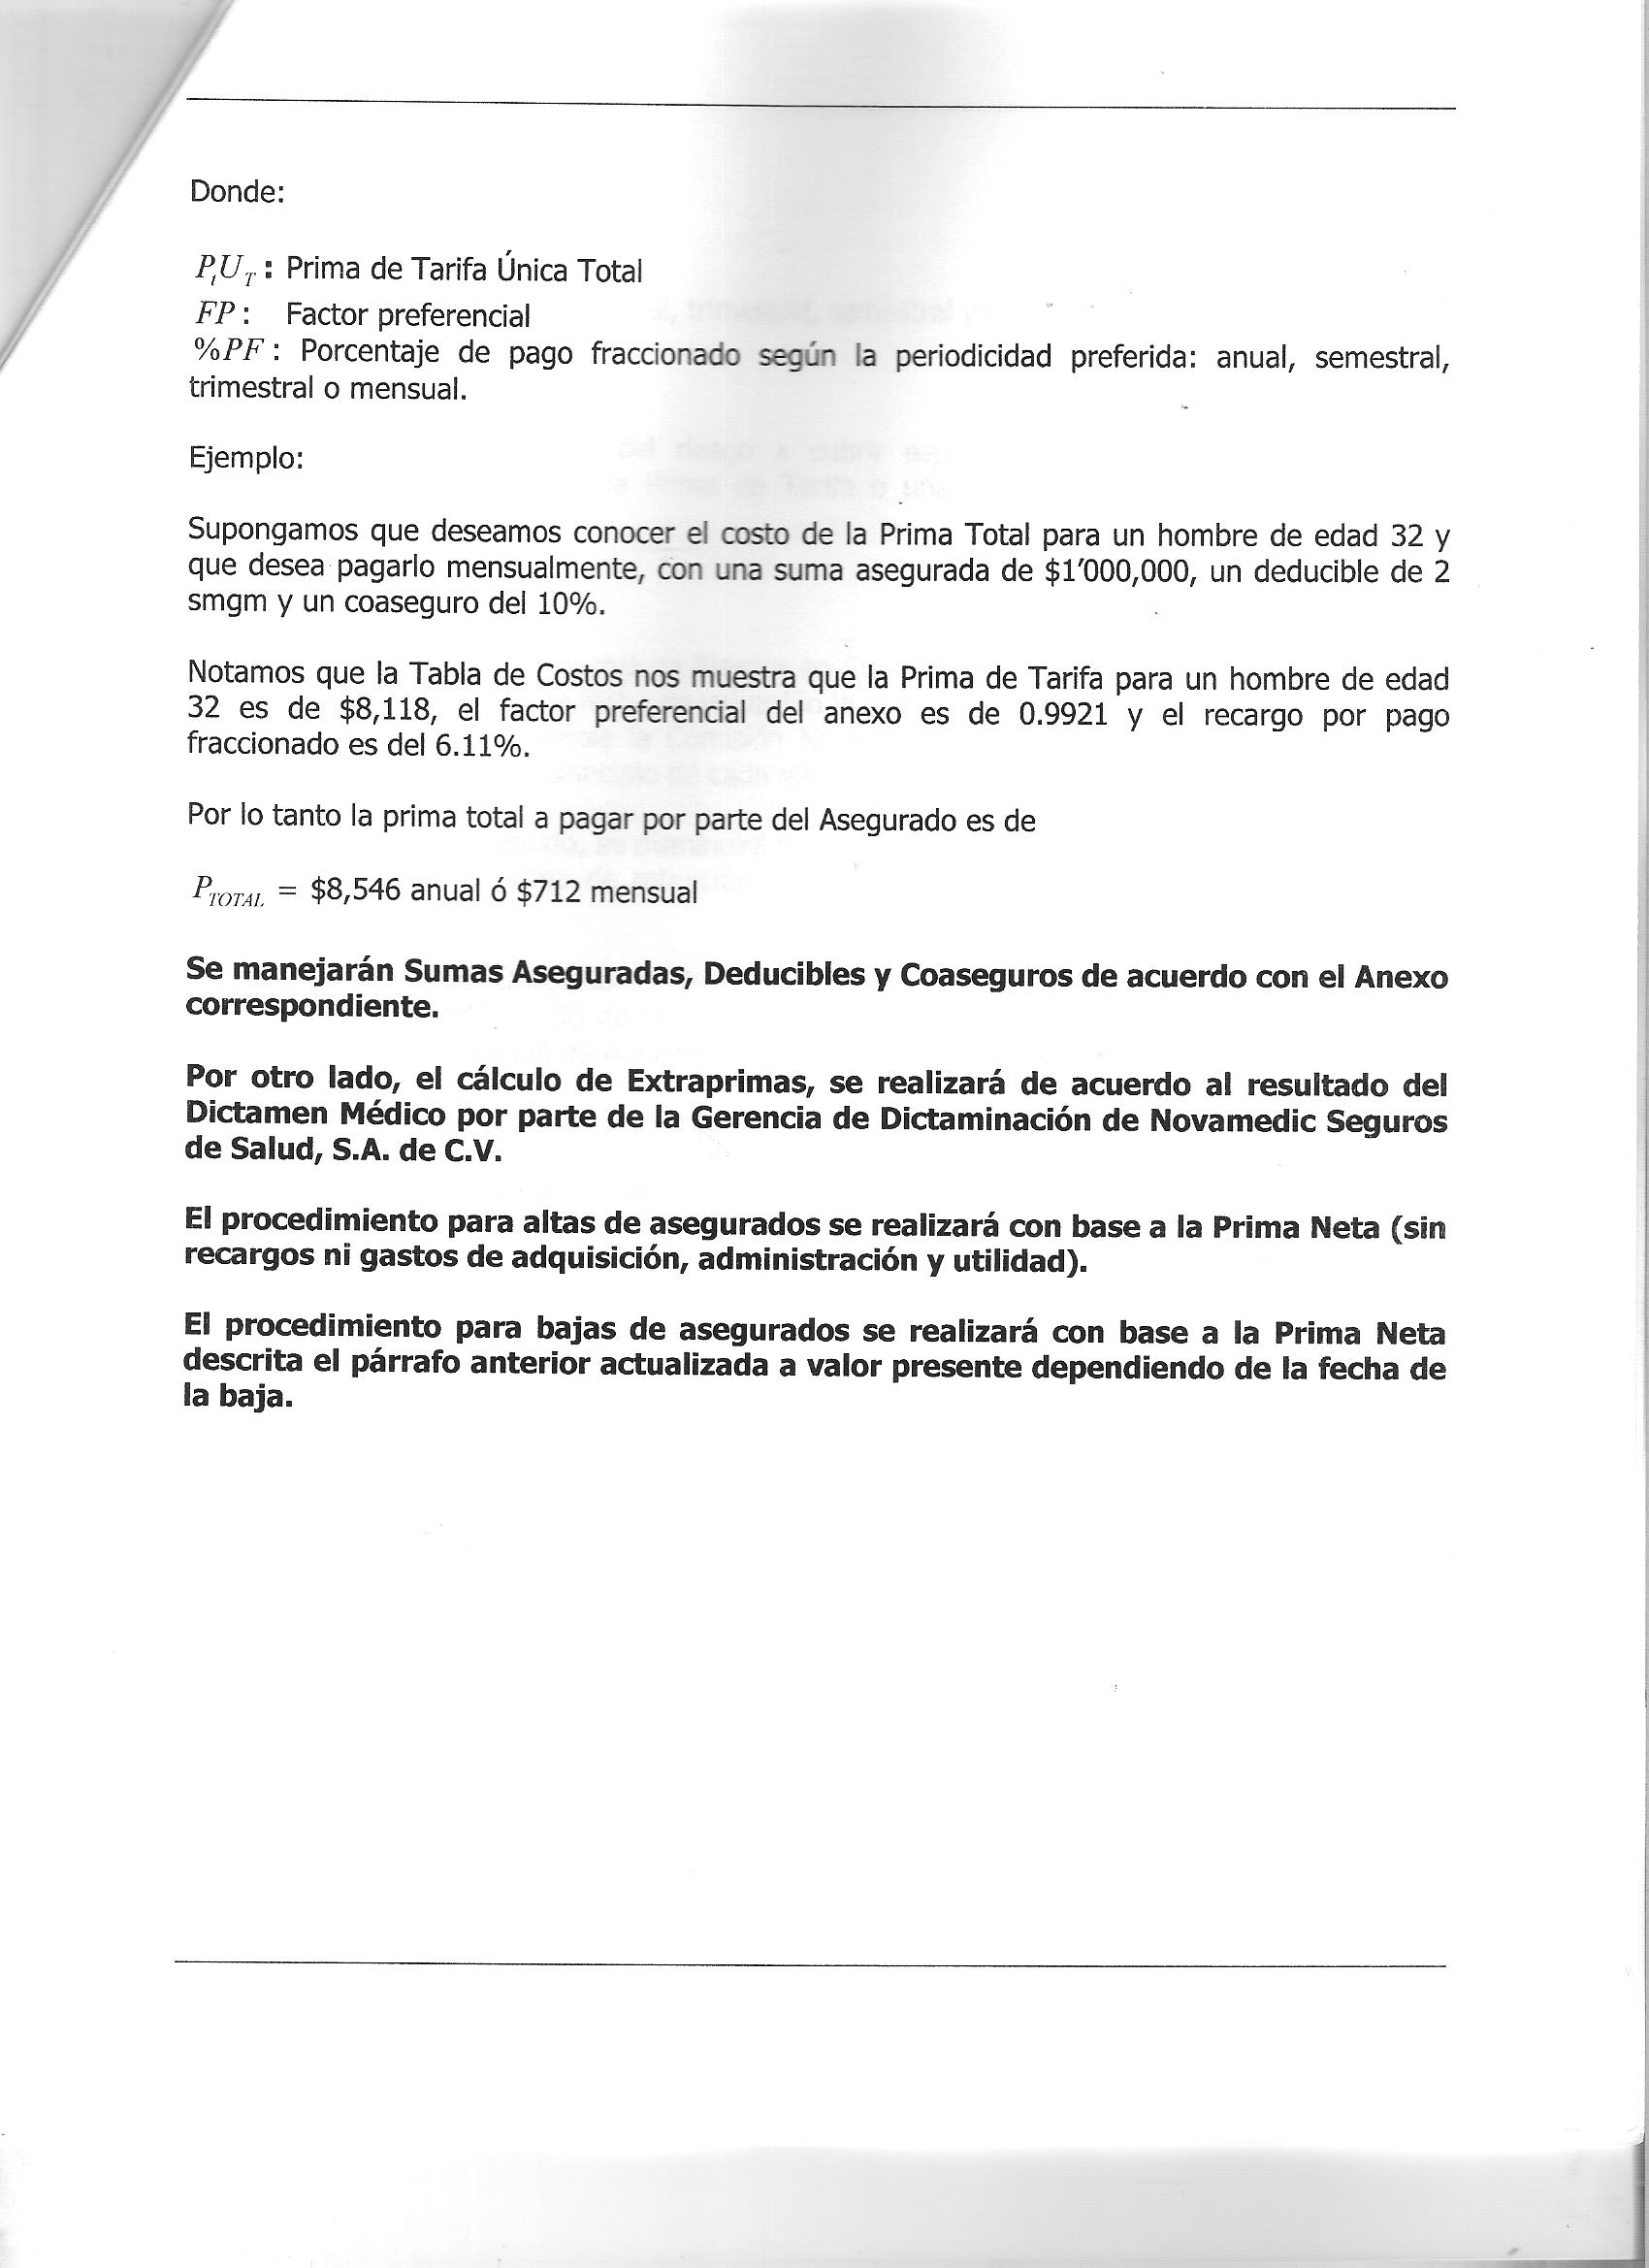 Donde:
PtUT : Prima de Tarifa Única Total
FP : Factor preferencial
%PF : Porcentaje de pago fraccionado según la periodicidad preferida: anual, semestral,
trimestral o mensual.
Ejemplo:
Supongamos que deseamos conocer el costo de la Prima Total para un hombre de edad 32 y
que desea pagarlo mensualmente, con una suma asegurada de $1'000,000, un deducible de 2
smgm y un coaseguro del 10%.
Notamos que la Tabla de Costos nos muestra que la Prima de Tarifa para un hombre de edad
32 es de $8,118, el factor preferencial del anexo es de 0.9921 y el recargo por pago
fraccionado es del 6.11%.
Por lo tanto la prima total a pagar por parte del Asegurado es de
PTOTAL = $8,546 anual ó $712 mensual
Se manejarán Sumas Aseguradas, Deducibles y Coaseguros de acuerdo con el Anexo
correspondiente.
Por otro lado, el cálculo de Extraprimas, se realizará de acuerdo al resultado del
Dictamen Médico por parte de la Gerencia de Dictaminación de Novamedic Seguros
de Salud, S.A. de C.V.
El procedimiento para altas de asegurados se realizará con base a la Prima Neta (sin
recargos ni gastos de adquisición, administración y utilidad).
El procedimiento para bajas de asegurados se realizará con base a la Prima Neta
descrita el párrafo anterior actualizada a valor presente dependiendo de la fecha de
la baja.